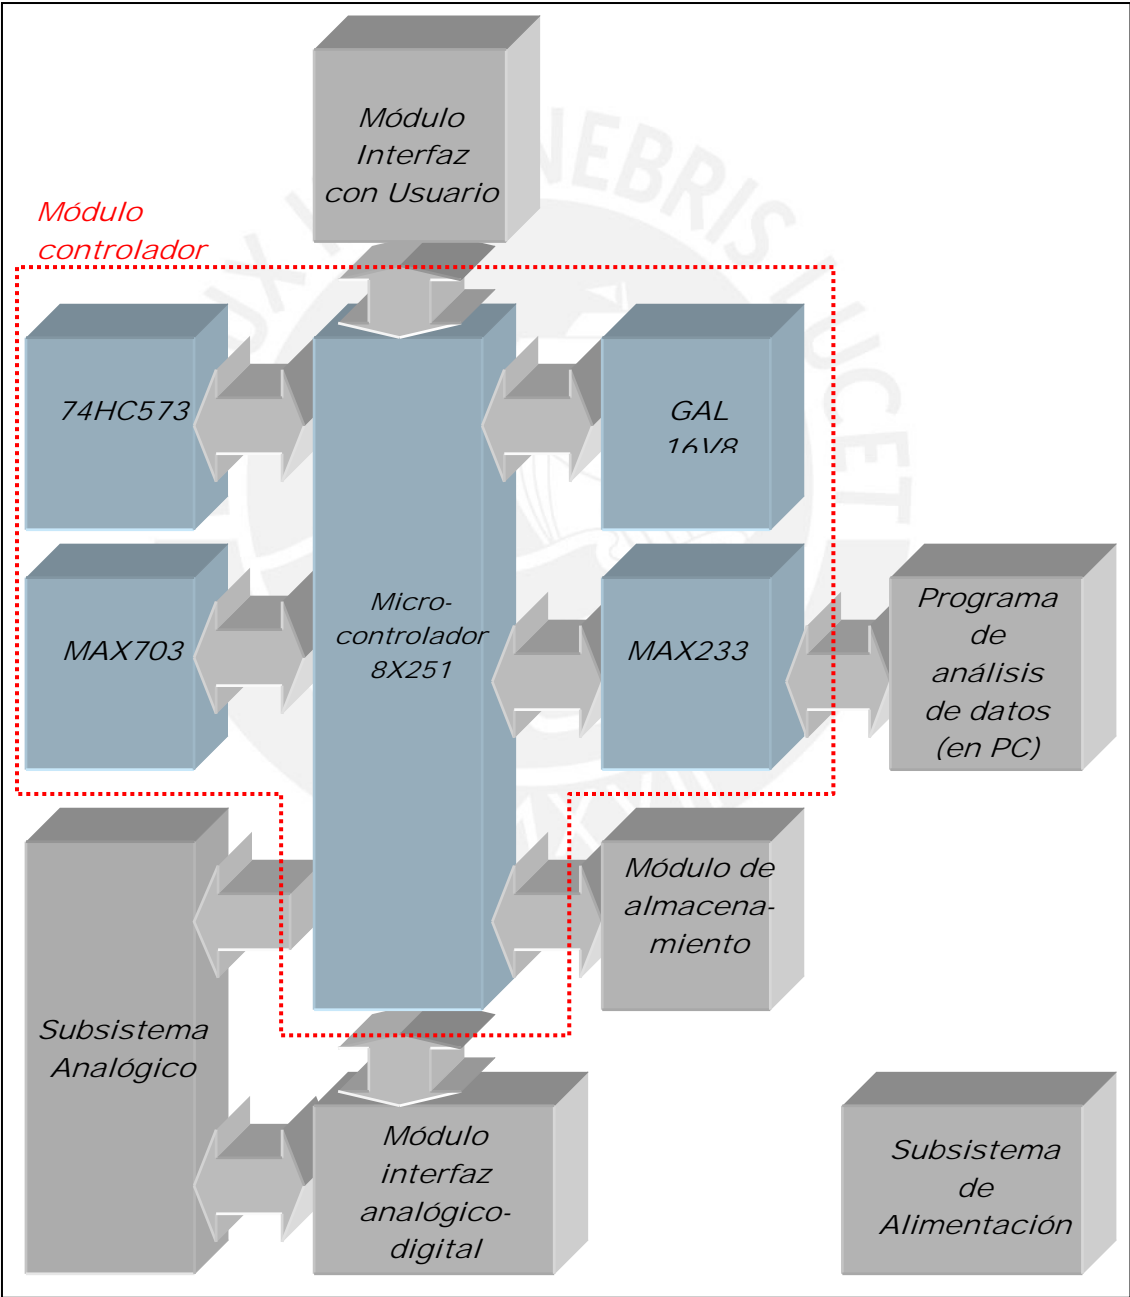 Módulo
Interfaz
con Usuario
Módulo
controlador
74HC573
GAL
16V8
MAX703
Micro-
controlador
8X251
MAX233
Programa
de
análisis
de datos
(en PC)
Módulo de
almacena-
miento
Subsistema
Analógico
Módulo
interfaz
analógico-
digital
Subsistema
de
Alimentación